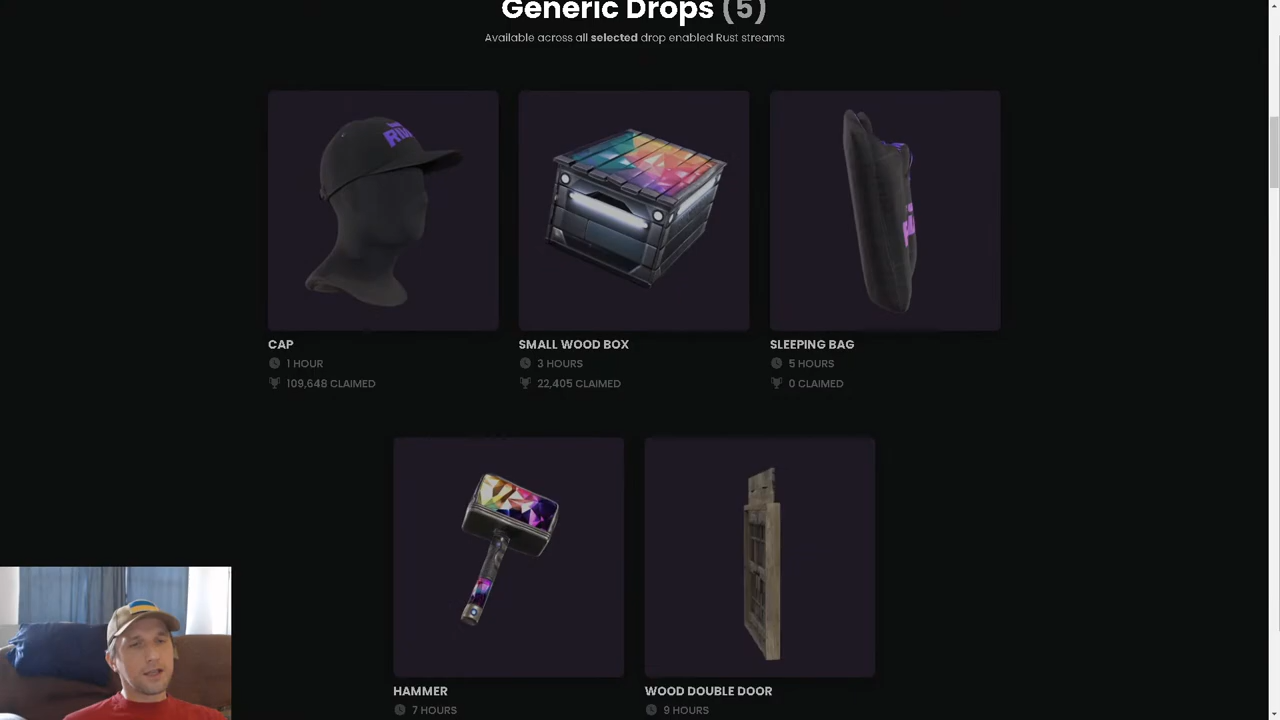 Generic Drops (5)
Available across all selected drop enabled Rust streams
CAP
1 HOUR
109,648 CLAIMED
SMALL WOOD BOX
3 HOURS
22,405 CLAIMED
SLEEPING BAG
5 HOURS
0 CLAIMED
HAMMER
7 HOURS
WOOD DOUBLE DOOR
9 HOURS